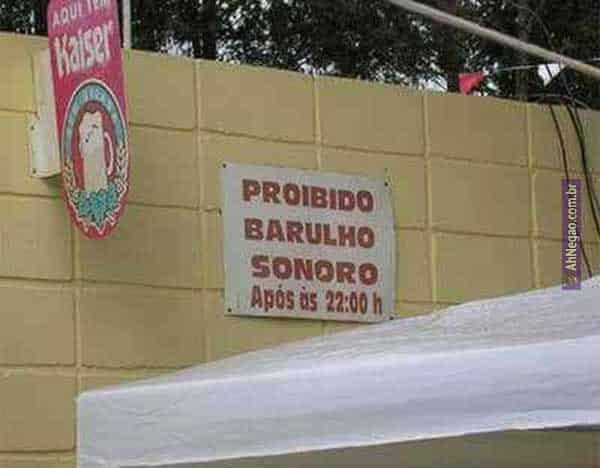 AQUI TEM
Kaiser
PROIBIDO
BARULHO
SONORO
Após às 22:00 h
AhNegao.com.br